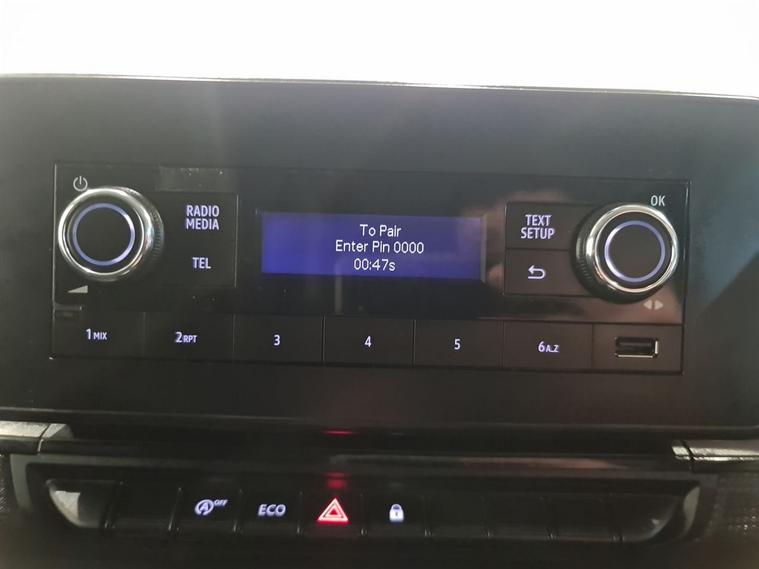 OK
RADIO
MEDIA
To Pair
Enter Pin 0000
00:47s
TEXT
SETUP
TEL
1MIX
2RPT
3
4
5
6A..Z
OFF
ECO